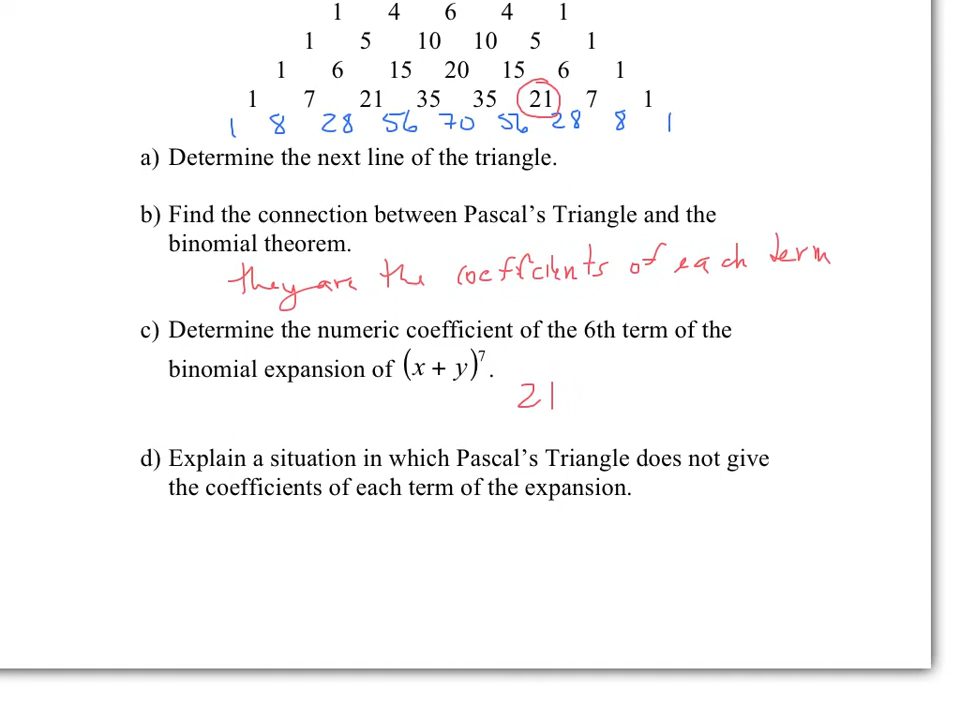 1 4 6 4 1
1 5 10 10 5 1
1 6 15 20 15 6 1
1 7 21 35 35 21 7 1
1 8 28 56 70 56 28 8 1
a) Determine the next line of the triangle.
b) Find the connection between Pascal's Triangle and the
binomial theorem.
they are the coefficients of each term
c) Determine the numeric coefficient of the 6th term of the
binomial expansion of (x + y)⁷.
21
d) Explain a situation in which Pascal's Triangle does not give
the coefficients of each term of the expansion.